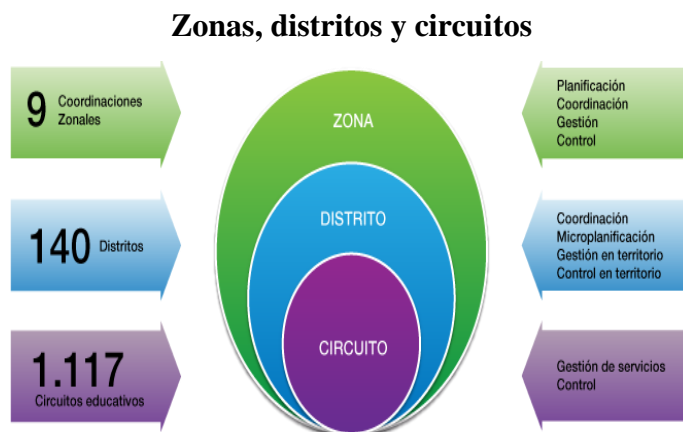 Zonas, distritos y circuitos
9 Coordinaciones
Zonales
ZONA
Planificación
Coordinación
Gestión
Control
140 Distritos
DISTRITO
Coordinación
Microplanificación
Gestión en territorio
Control en territorio
1.117
Circuitos educativos
CIRCUITO
Gestión de servicios
Control